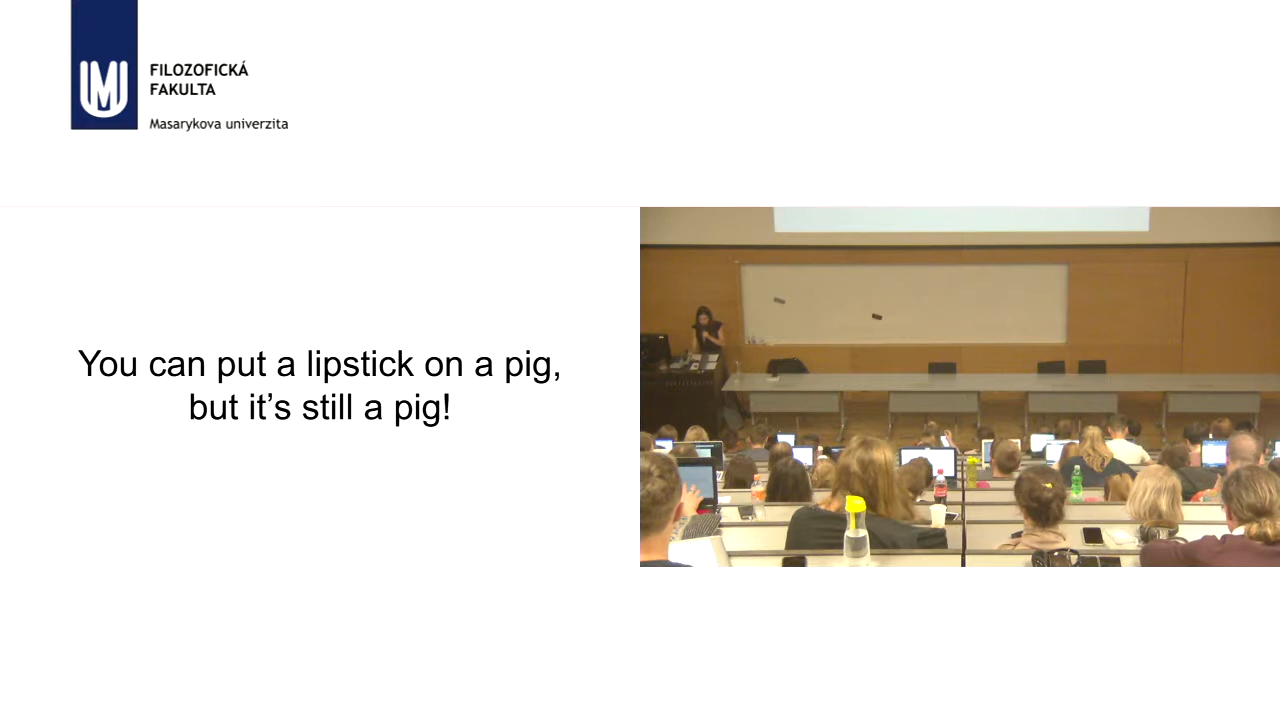 FILOZOFICKÁ
FAKULTA
Masarykova univerzita
You can put a lipstick on a pig,
but it’s still a pig!